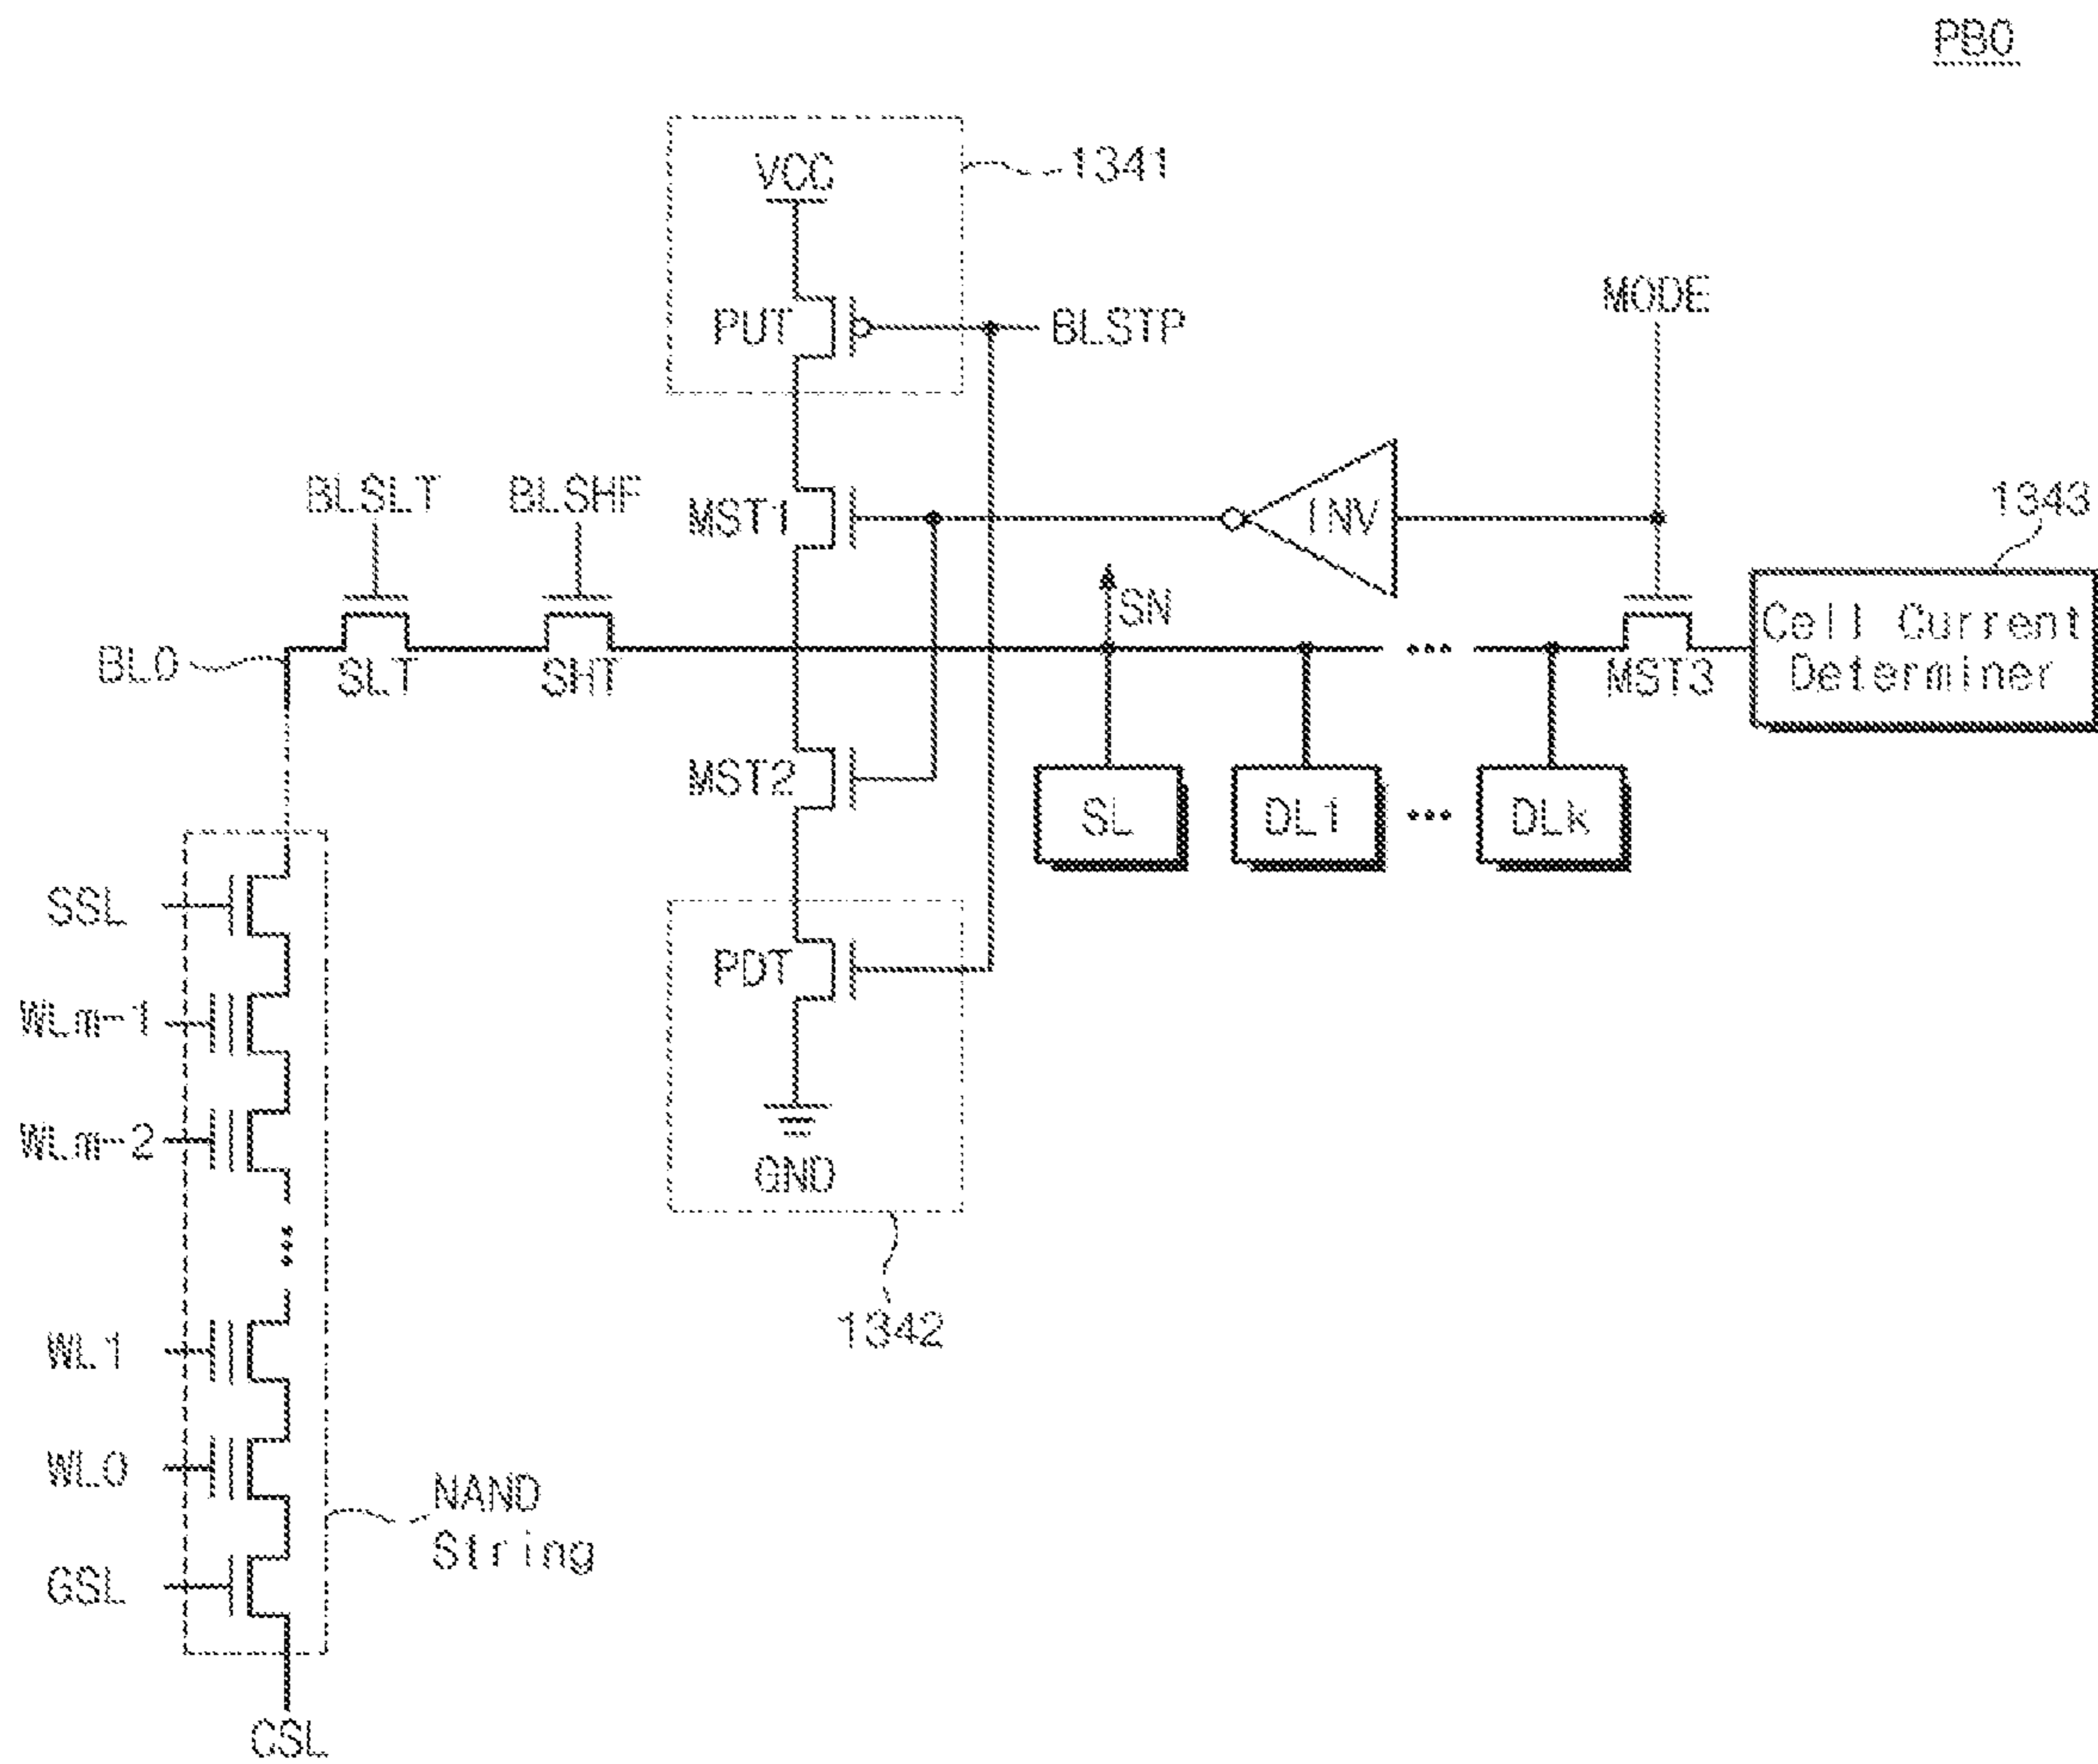 PB0
VCC
1341
PUT
BLSTP
MODE
BLSLT
BLSHF
MST1
INV
1343
SN
BL0
SLT
SHT
MST3
Cell Current
Determiner
MST2
SL
DL1
...
DLk
SSL
PDT
WLm-1
WLm-2
GND
1342
WL1
WL0
NAND
String
GSL
CSL